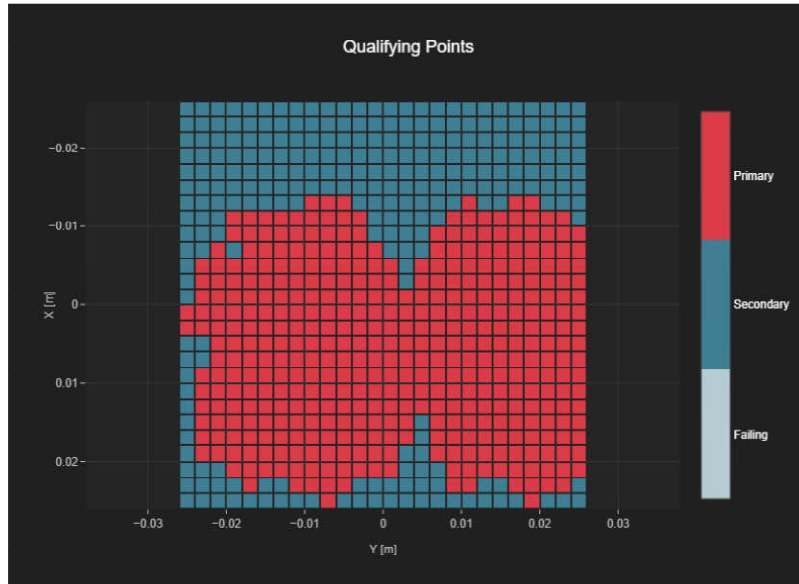 Qualifying Points
Primary
Secondary
Failing
X [m]
−0.02
−0.01
0
0.01
0.02
−0.03
−0.02
−0.01
0
0.01
0.02
0.03
Y [m]